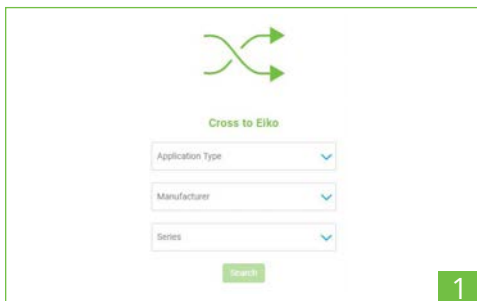 Cross to Eiko
Application Type
Manufacturer
Series
Search
1